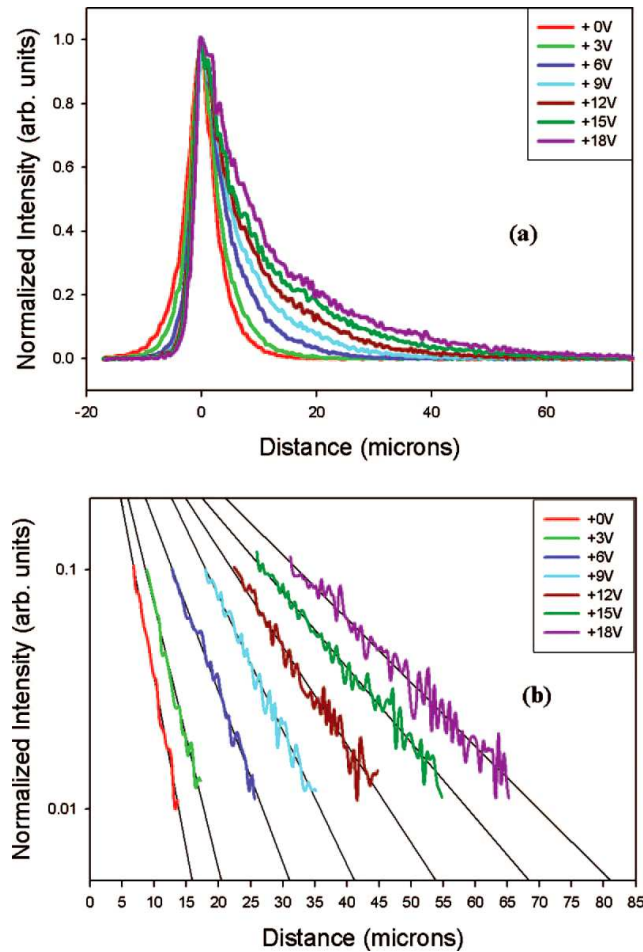 Normalized Intensity (arb. units)
1.0
0.8
0.6
0.4
0.2
0.0
+ 0V
+ 3V
+ 6V
+ 9V
+12V
+15V
+18V
(a)
-20 0 20 40 60
Distance (microns)
Normalized Intensity (arb. units)
0.1
0.01
+0V
+3V
+6V
+9V
+12V
+15V
+18V
(b)
0 5 10 15 20 25 30 35 40 45 50 55 60 65 70 75 80 85
Distance (microns)